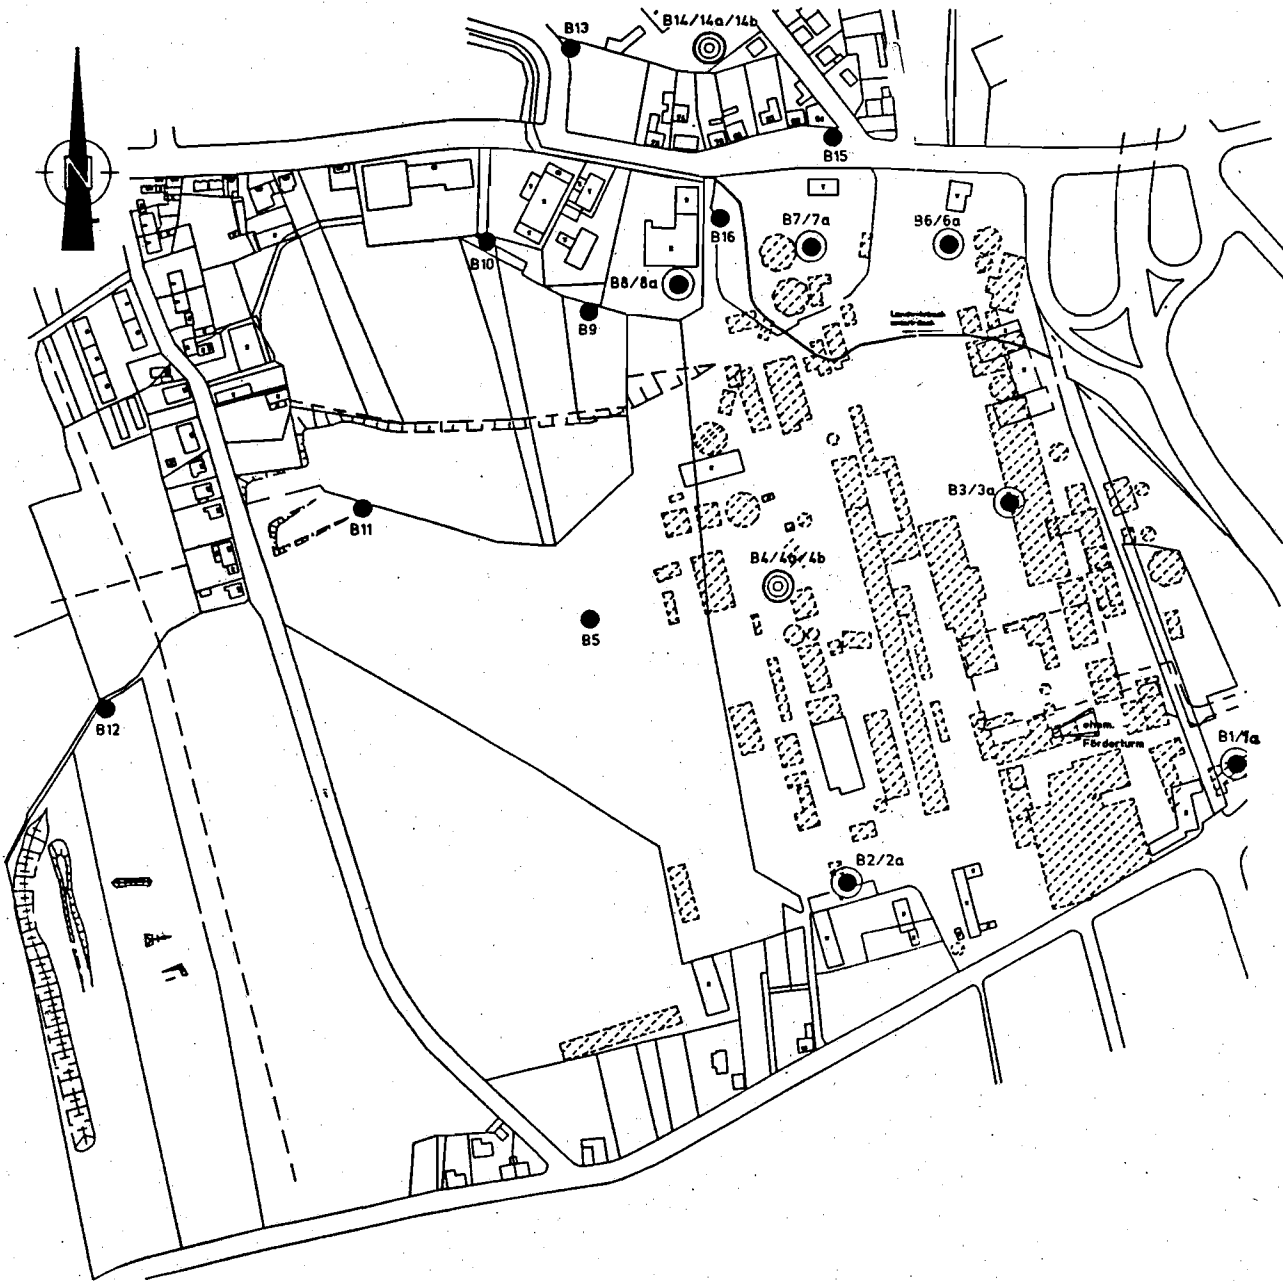 B13
B14/14a/14b
B15
N
B16
B7/7a
B6/6a
B10
B8/8a
B9
B3/3a
B11
B4/4a/4b
B5
B12
ehem.
Förderturm
B1/1a
B2/2a